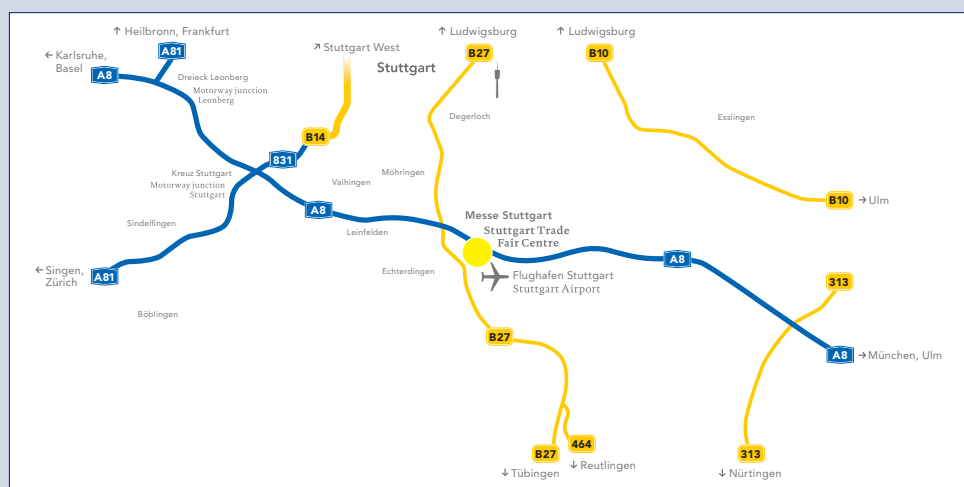 ↑ Heilbronn, Frankfurt
↑ Ludwigsburg
↑ Ludwigsburg
↗ Stuttgart West
← Karlsruhe,
Basel
A81
B27
B10
Stuttgart
A8
Dreieck Leonberg
Motorway junction
Leonberg
Degerloch
Esslingen
B14
831
Kreuz Stuttgart
Motorway junction
Stuttgart
Möhringen
Vaihingen
B10
→ Ulm
A8
Messe Stuttgart
Stuttgart Trade
Fair Centre
Sindelfingen
Leinfelden
A8
← Singen,
Zürich
A81
Echterdingen
Flughafen Stuttgart
Stuttgart Airport
313
Böblingen
B27
A8
→ München, Ulm
464
B27
313
↓ Reutlingen
↓ Tübingen
↓ Nürtingen